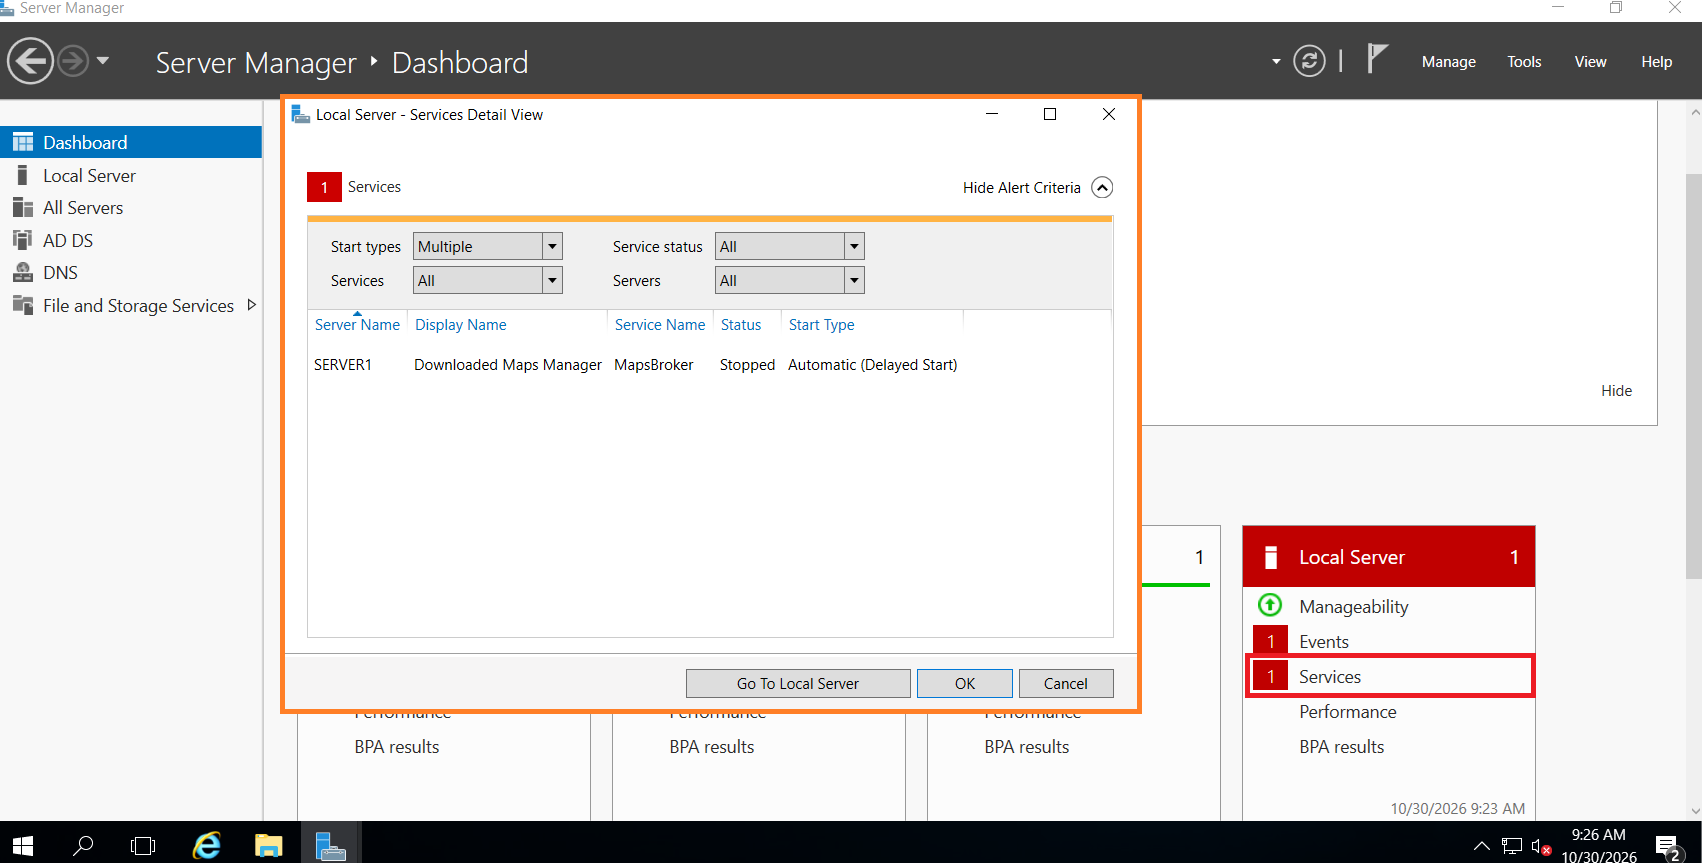 Server Manager
Server Manager Dashboard
Manage Tools View Help
Dashboard
Local Server
All Servers
AD DS
DNS
File and Storage Services
Local Server - Services Detail View
1 Services
Hide Alert Criteria
Start types Multiple Service status All
Services All Servers All
Server Name Display Name Service Name Status Start Type
SERVER1 Downloaded Maps Manager MapsBroker Stopped Automatic (Delayed Start)
Go To Local Server OK Cancel
Hide
1
Performance Performance Performance
BPA results BPA results BPA results
Local Server 1
Manageability
1 Events
1 Services
Performance
BPA results
10/30/2026 9:23 AM
9:26 AM
10/30/2026
2